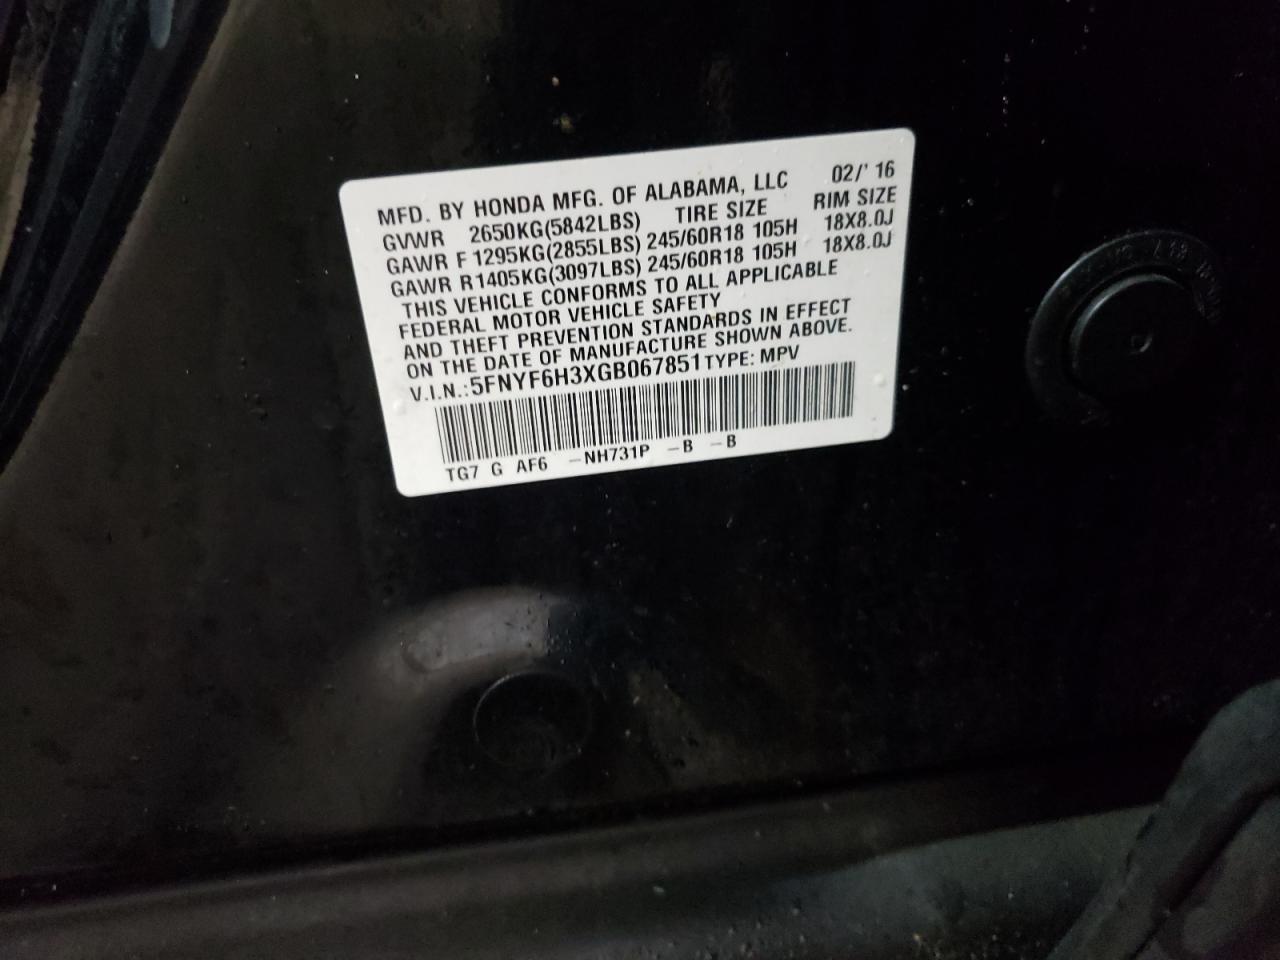 MFD. BY HONDA MFG. OF ALABAMA, LLC 02/' 16
GVWR 2650KG(5842LBS) TIRE SIZE RIM SIZE
GAWR F 1295KG(2855LBS) 245/60R18 105H 18X8.0J
GAWR R1405KG(3097LBS) 245/60R18 105H 18X8.0J
THIS VEHICLE CONFORMS TO ALL APPLICABLE
FEDERAL MOTOR VEHICLE SAFETY
AND THEFT PREVENTION STANDARDS IN EFFECT
ON THE DATE OF MANUFACTURE SHOWN ABOVE.
V.I.N.:5FNYF6H3XGB067851 TYPE: MPV
TG7 G AF6 -NH731P -B -B